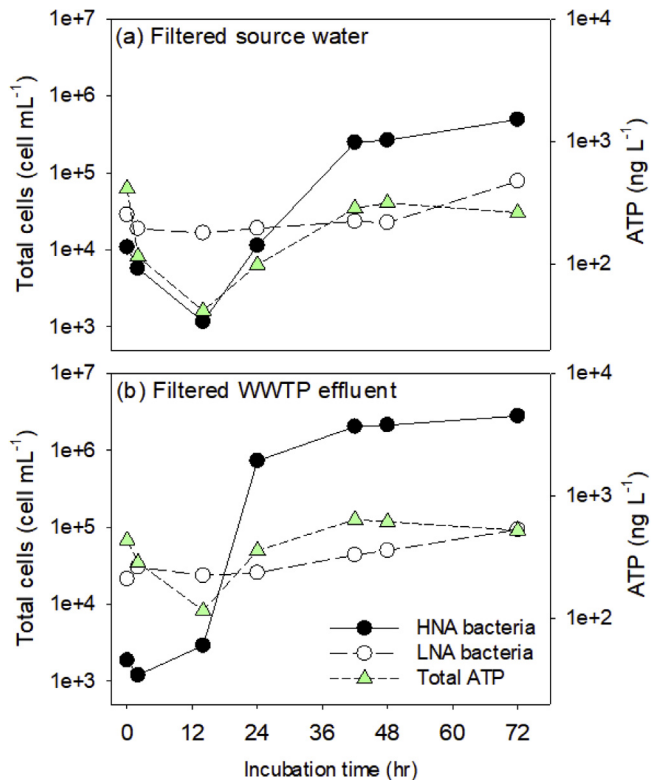 (a) Filtered source water
1e+7
1e+6
1e+5
1e+4
1e+3
Total cells (cell mL-1)
1e+4
1e+3
1e+2
ATP (ng L-1)
(b) Filtered WWTP effluent
1e+7
1e+6
1e+5
1e+4
1e+3
Total cells (cell mL-1)
1e+4
1e+3
1e+2
ATP (ng L-1)
HNA bacteria
LNA bacteria
Total ATP
0 12 24 36 48 60 72
Incubation time (hr)